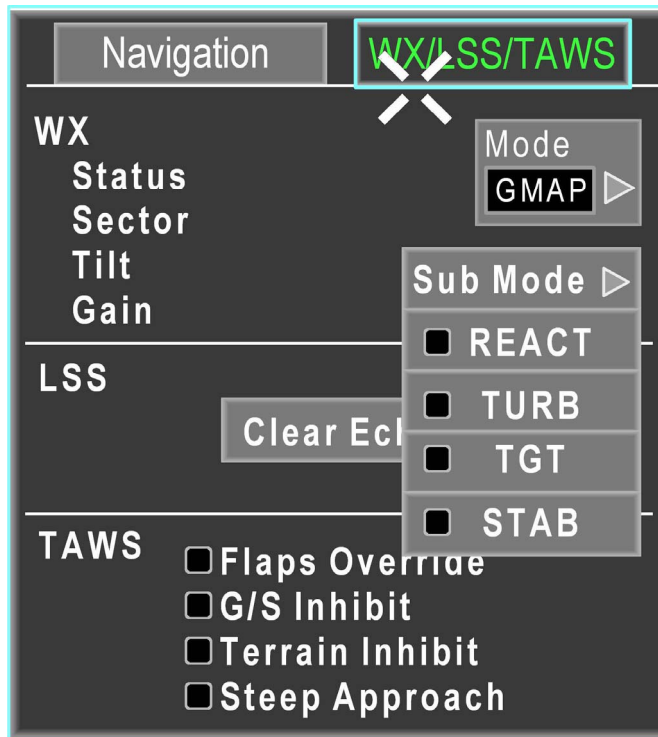 Navigation
WX/LSS/TAWS
WX
Mode
GMAP
Status
Sector
Tilt
Gain
Sub Mode
REACT
TURB
TGT
STAB
LSS
Clear
TAWS
Flaps Override
G/S Inhibit
Terrain Inhibit
Steep Approach